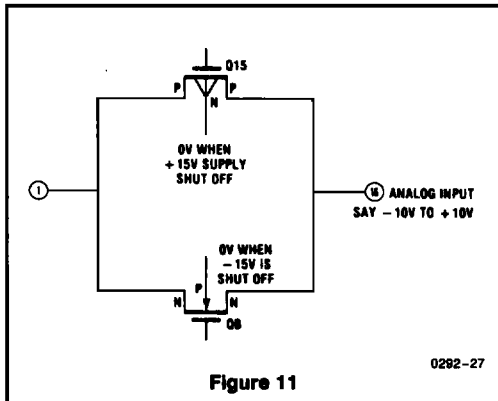 Q15
P P
N
0V WHEN
+ 15V SUPPLY
SHUT OFF
1
16 ANALOG INPUT
SAY – 10V TO + 10V
0V WHEN
– 15V IS
SHUT OFF
P
N N
Q8
0292–27
Figure 11